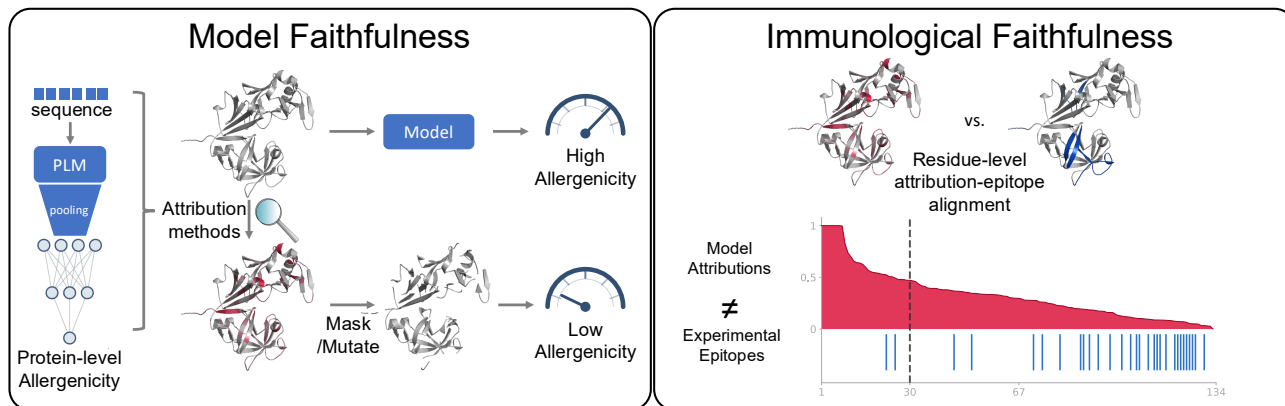 Model Faithfulness
sequence
PLM
pooling
Protein-level
Allergenicity
Attribution
methods
Model
High
Allergenicity
Mask
/Mutate
Low
Allergenicity
Immunological Faithfulness
vs.
Residue-level
attribution-epitope
alignment
Model
Attributions
≠
Experimental
Epitopes
1
0,5
0
1
30
67
134